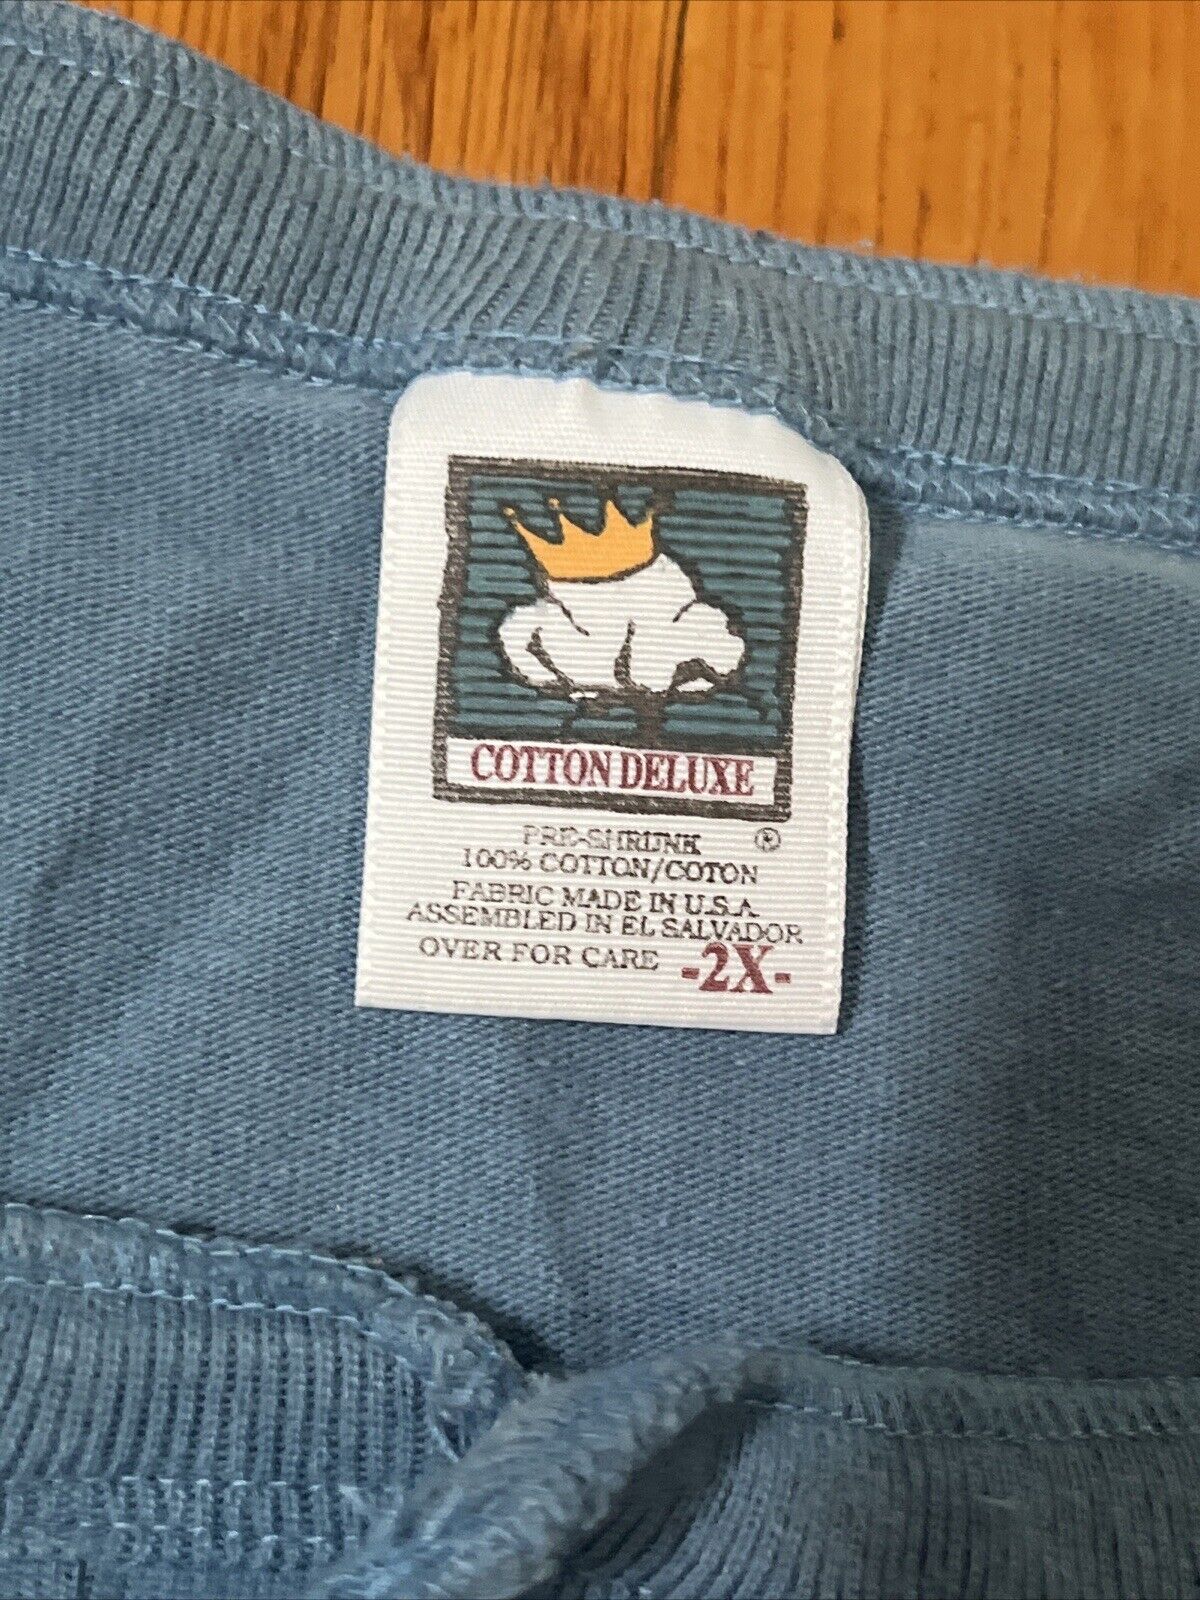 COTTON DELUXE
®
PRE-SHRUNK
100% COTTON/COTON
FABRIC MADE IN U.S.A.
ASSEMBLED IN EL SALVADOR
OVER FOR CARE -2X-